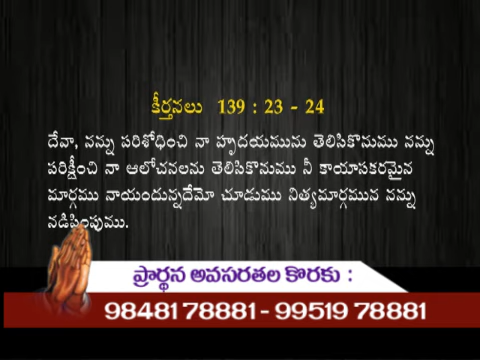 కీర్తనలు 139 : 23 - 24
దేవా, నన్ను పరిశోధించి నా హృదయమును తెలిసికొనుము నన్ను
పరిక్షీంచి నా ఆలోచనలను తెలిసికొనుము నీ కాయాసకరమైన
మార్గము నాయందున్నదేమో చూడుము నిత్యమార్గమున నన్ను
నడిపింపుము.
ప్రార్థన అవసరతల కొరకు :
98481 78881 - 99519 78881